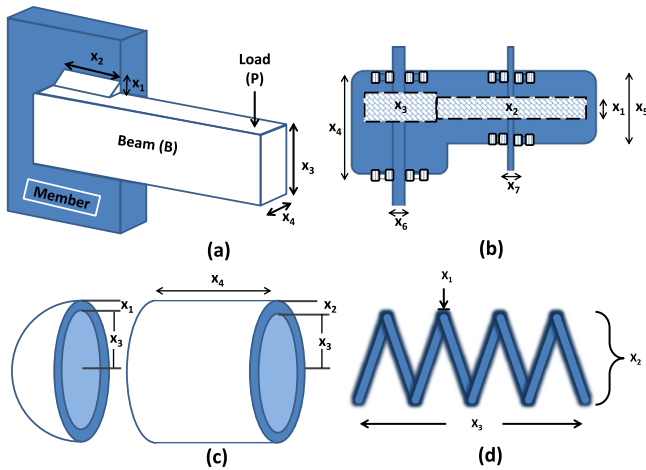 x₂
x₁
Load
(P)
Beam (B)
x₃
x₄
Member
(a)
x₃
x₂
x₁
x₄
x₅
x₆
x₇
(b)
x₁
x₃
x₄
x₂
x₃
(c)
x₁
x₂
x₃
(d)